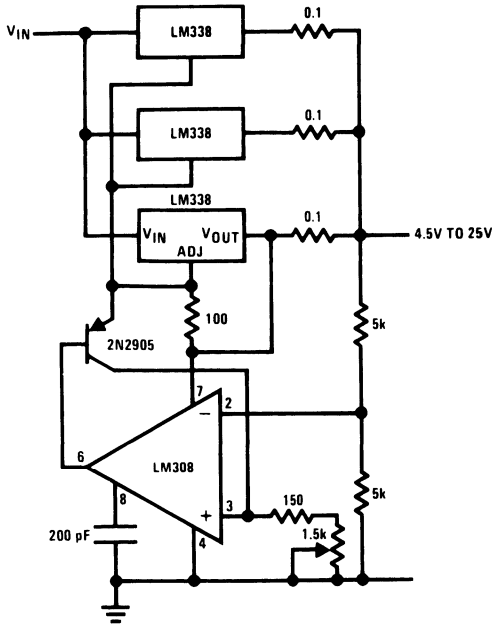 LM338
0.1
VIN
LM338
0.1
LM338
VIN
VOUT
ADJ
0.1
4.5V TO 25V
100
5k
2N2905
7
2
−
6
LM308
8
3
+
150
5k
1.5k
200 pF
4